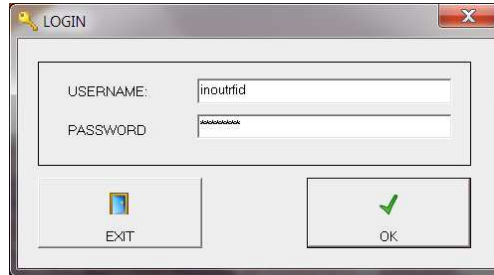 LOGIN
USERNAME:
inoutrfid
PASSWORD
********
EXIT
OK